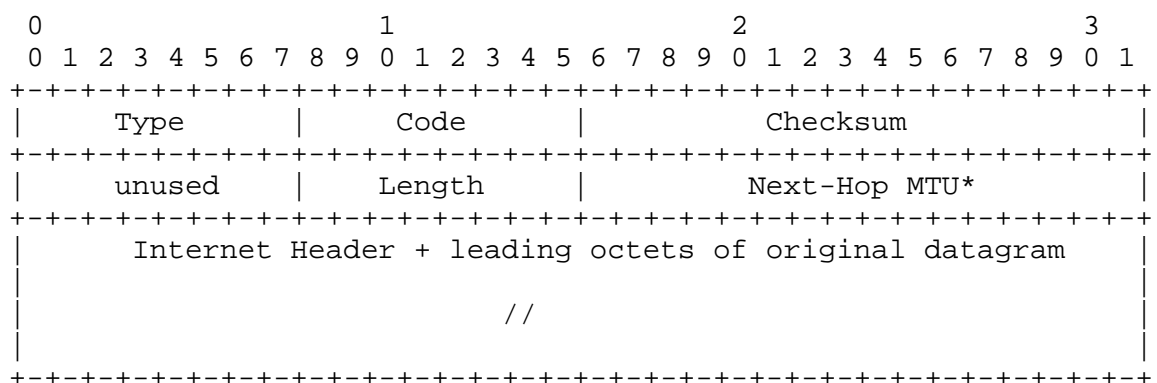 0                   1                   2                   3
 0 1 2 3 4 5 6 7 8 9 0 1 2 3 4 5 6 7 8 9 0 1 2 3 4 5 6 7 8 9 0 1
+-+-+-+-+-+-+-+-+-+-+-+-+-+-+-+-+-+-+-+-+-+-+-+-+-+-+-+-+-+-+-+-+
|     Type      |     Code      |          Checksum             |
+-+-+-+-+-+-+-+-+-+-+-+-+-+-+-+-+-+-+-+-+-+-+-+-+-+-+-+-+-+-+-+-+
|     unused    |    Length     |         Next-Hop MTU*         |
+-+-+-+-+-+-+-+-+-+-+-+-+-+-+-+-+-+-+-+-+-+-+-+-+-+-+-+-+-+-+-+-+
|      Internet Header + leading octets of original datagram    |
|                                                               |
|                           //                                  |
|                                                               |
+-+-+-+-+-+-+-+-+-+-+-+-+-+-+-+-+-+-+-+-+-+-+-+-+-+-+-+-+-+-+-+-+